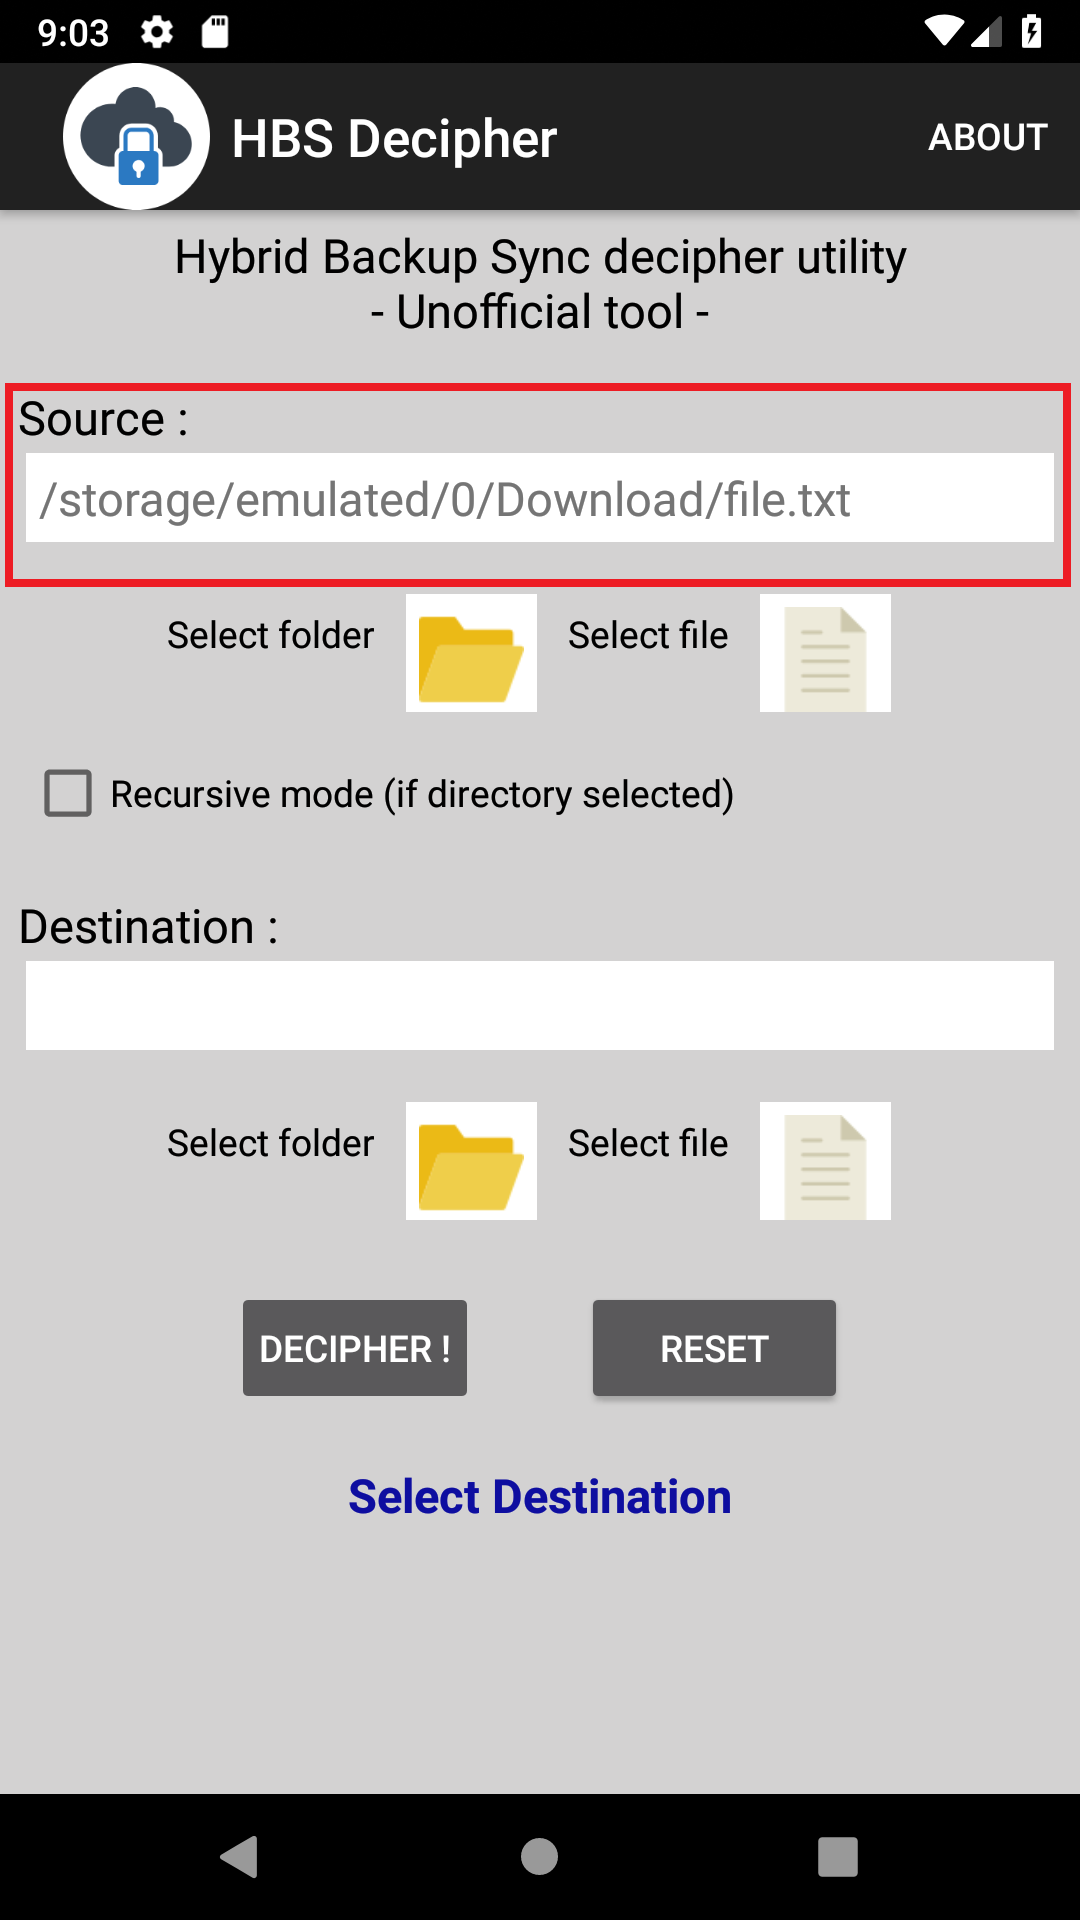 9:03
HBS Decipher
ABOUT
Hybrid Backup Sync decipher utility
- Unofficial tool -
Source :
/storage/emulated/0/Download/file.txt
Select folder
Select file
Recursive mode (if directory selected)
Destination :
Select folder
Select file
DECIPHER !
RESET
Select Destination